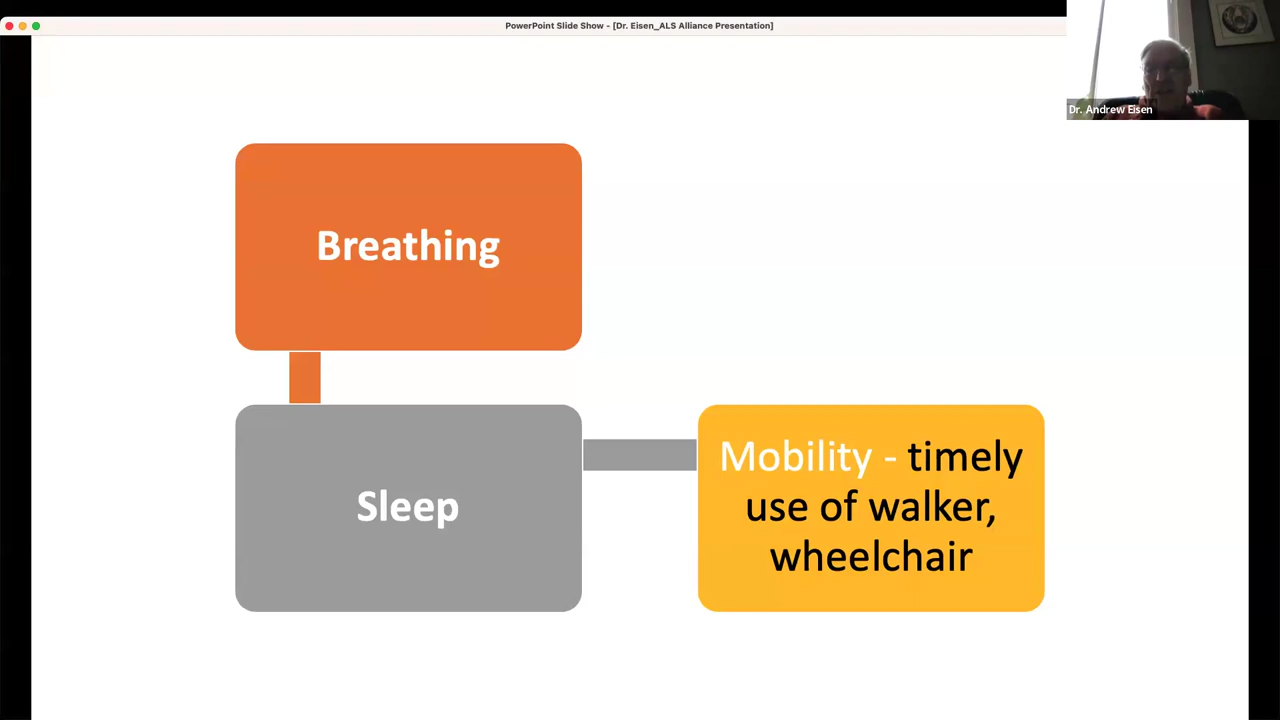 PowerPoint Slide Show - [Dr. Eisen_ALS Alliance Presentation]
Dr. Andrew Eisen
Breathing
Sleep
Mobility - timely
use of walker,
wheelchair